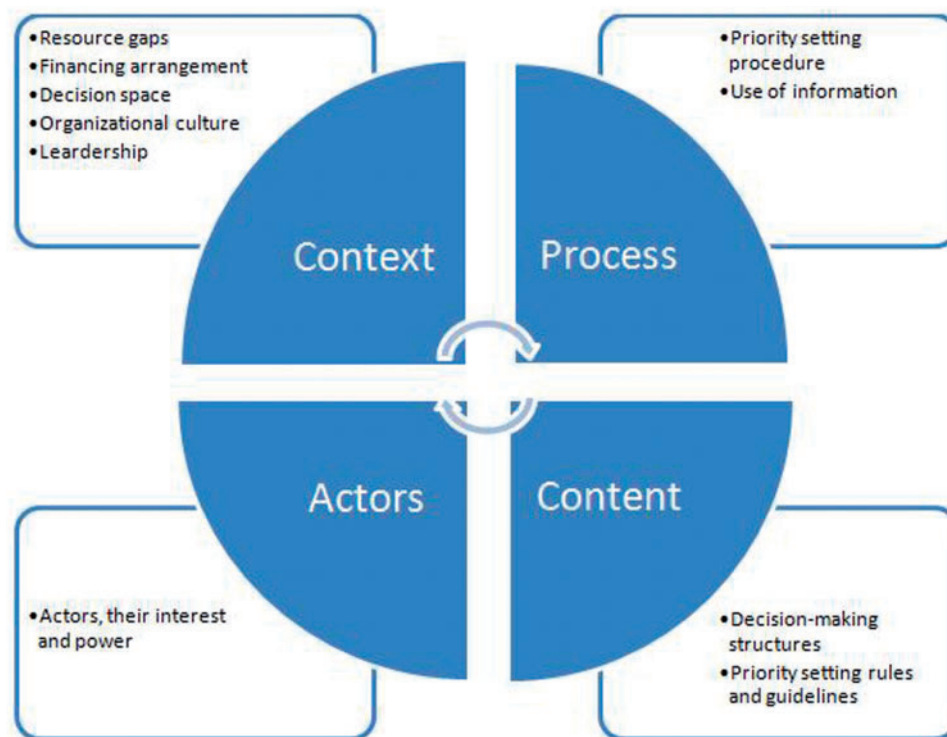 •Resource gaps
•Financing arrangement
•Decision space
•Organizational culture
•Leardership
•Priority setting
procedure
•Use of information
Context
Process
Actors
Content
•Actors, their interest
and power
•Decision-making
structures
•Priority setting rules
and guidelines